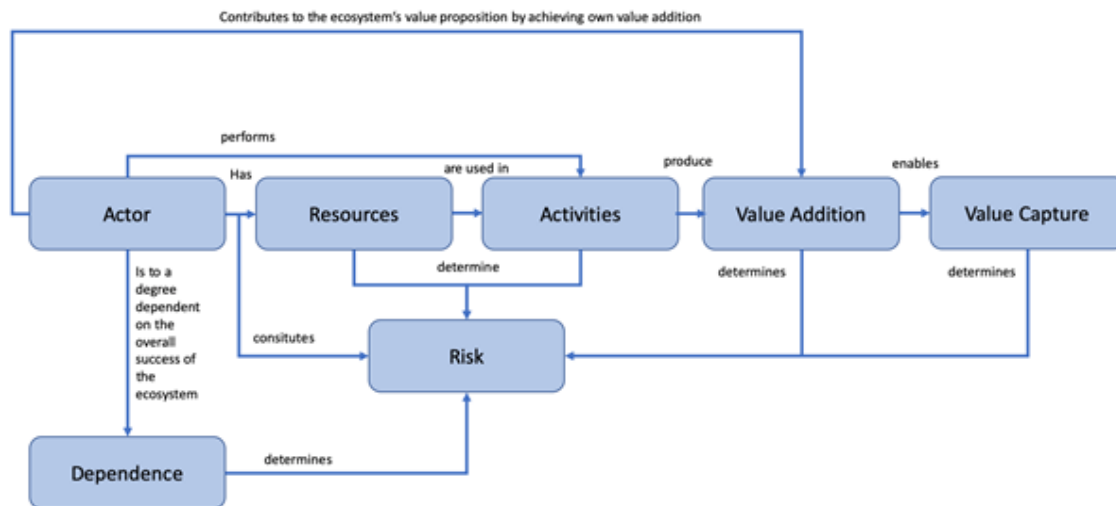 Contributes to the ecosystem's value proposition by achieving own value addition
performs
Has
are used in
produce
enables
Actor
Resources
Activities
Value Addition
Value Capture
Is to a
degree
dependent
on the
overall
success of
the
ecosystem
determine
determines
determines
consitutes
Risk
Dependence
determines